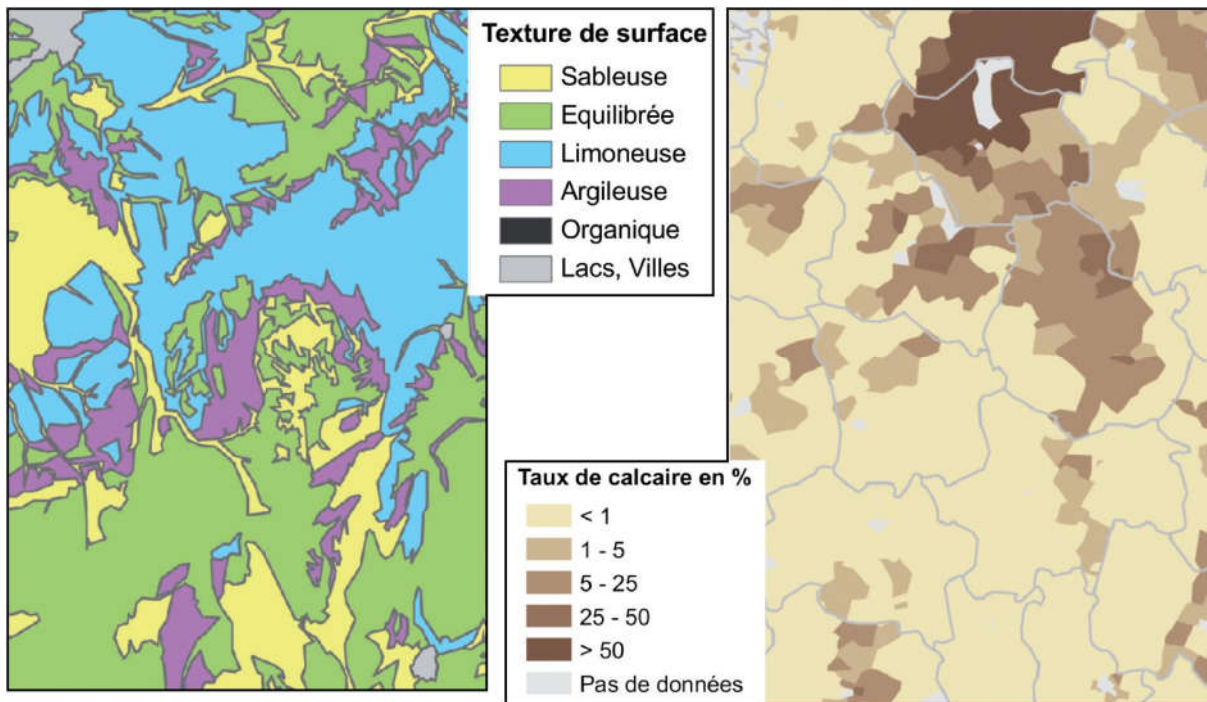 Texture de surface
Sableuse
Equilibrée
Limoneuse
Argileuse
Organique
Lacs, Villes
Taux de calcaire en %
< 1
1 - 5
5 - 25
25 - 50
> 50
Pas de données